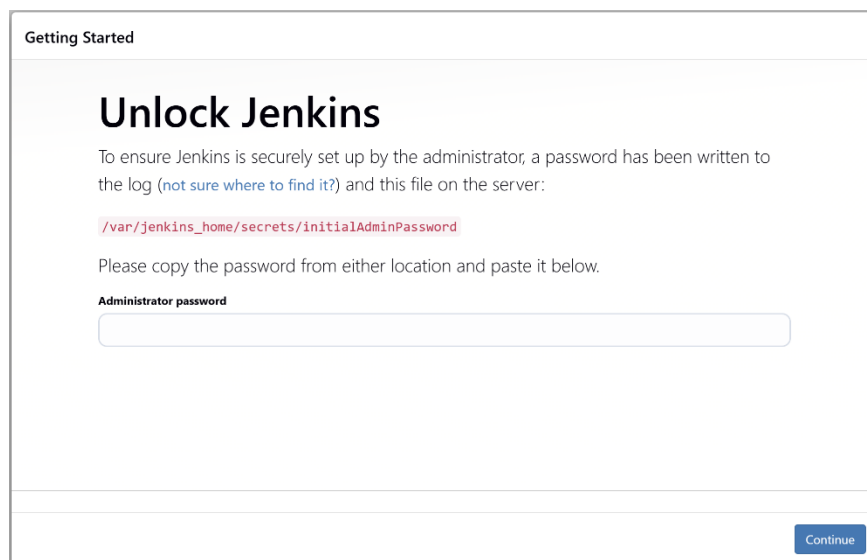 Getting Started
Unlock Jenkins
To ensure Jenkins is securely set up by the administrator, a password has been written to
the log (not sure where to find it?) and this file on the server:
/var/jenkins_home/secrets/initialAdminPassword
Please copy the password from either location and paste it below.
Administrator password
Continue